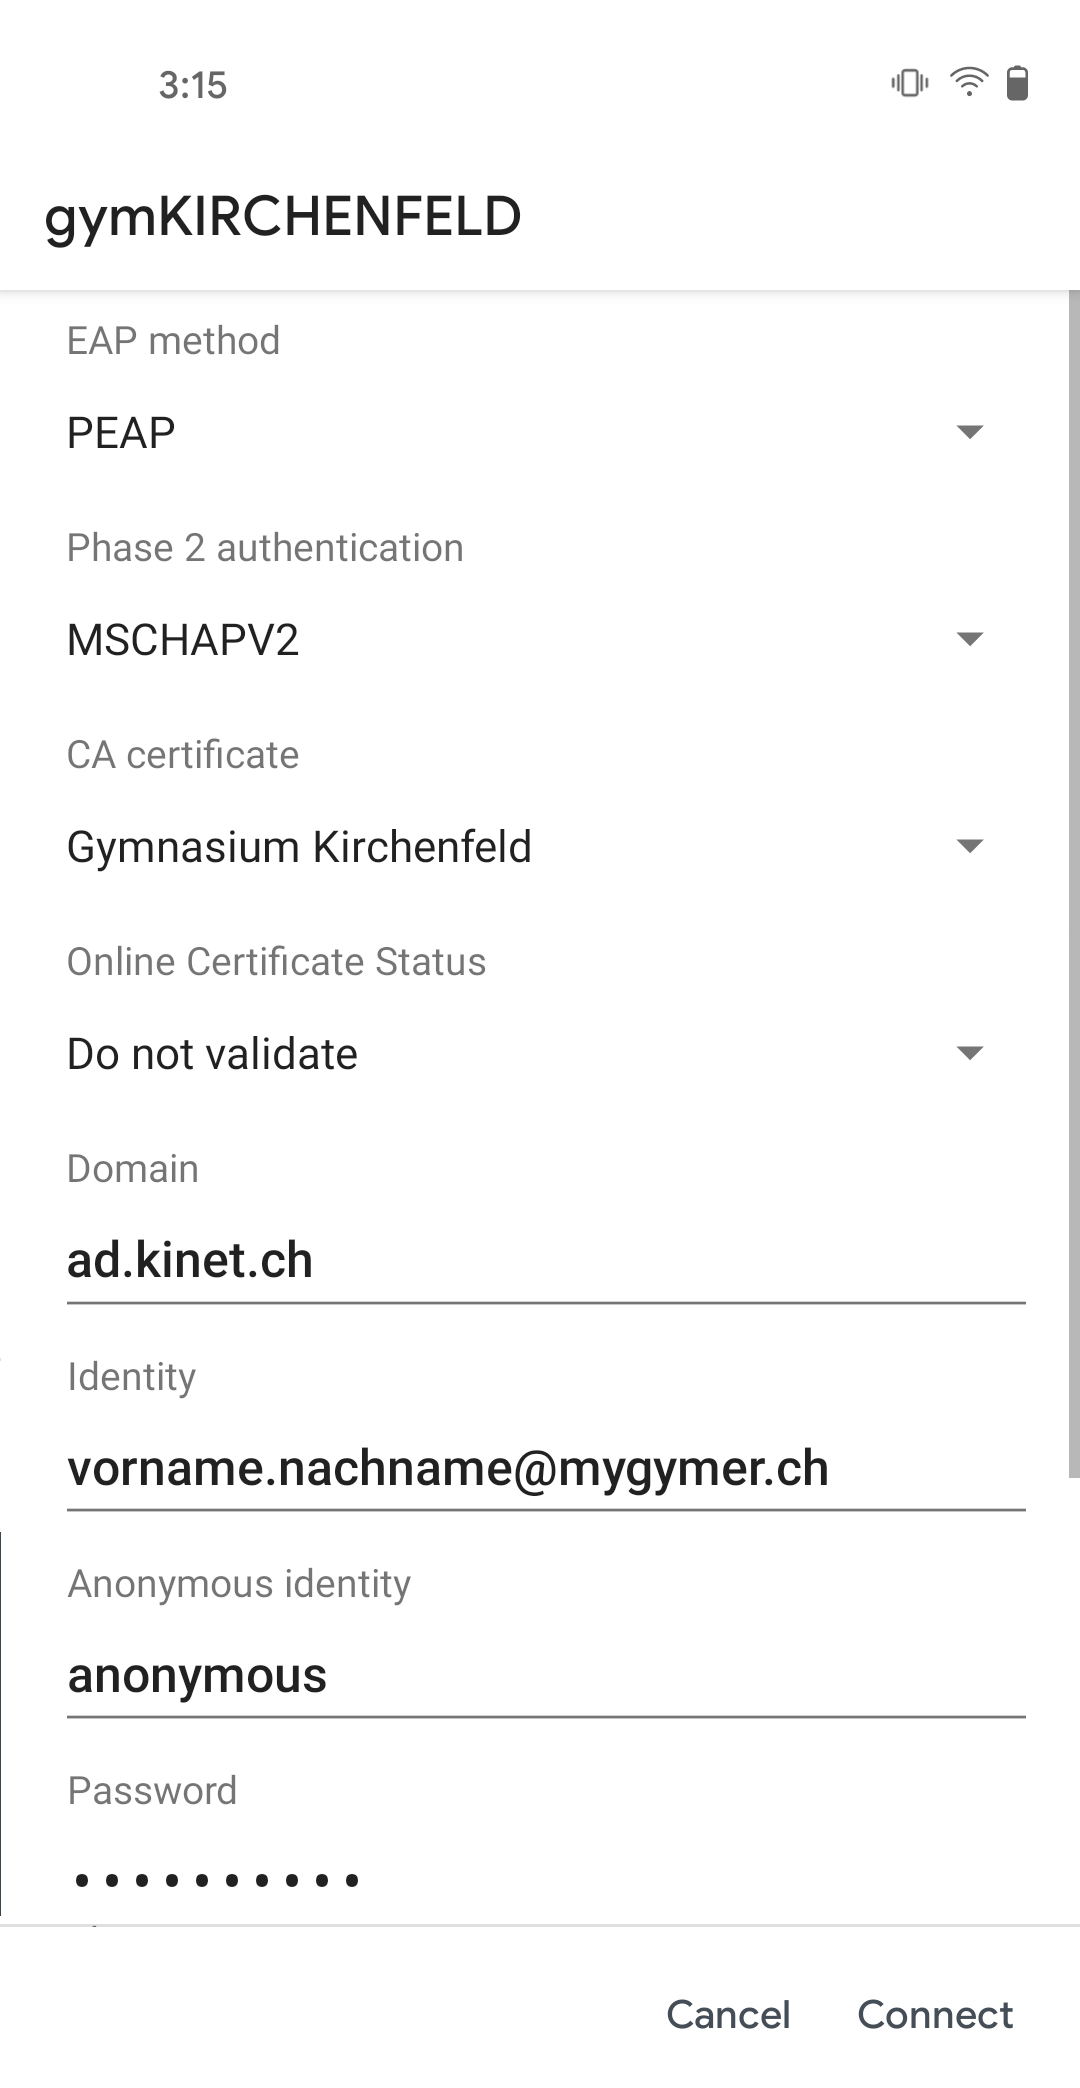 3:15
gymKIRCHENFELD
EAP method
PEAP
Phase 2 authentication
MSCHAPV2
CA certificate
Gymnasium Kirchenfeld
Online Certificate Status
Do not validate
Domain
ad.kinet.ch
Identity
vorname.nachname@mygymer.ch
Anonymous identity
anonymous
Password
••••••••••
Cancel Connect